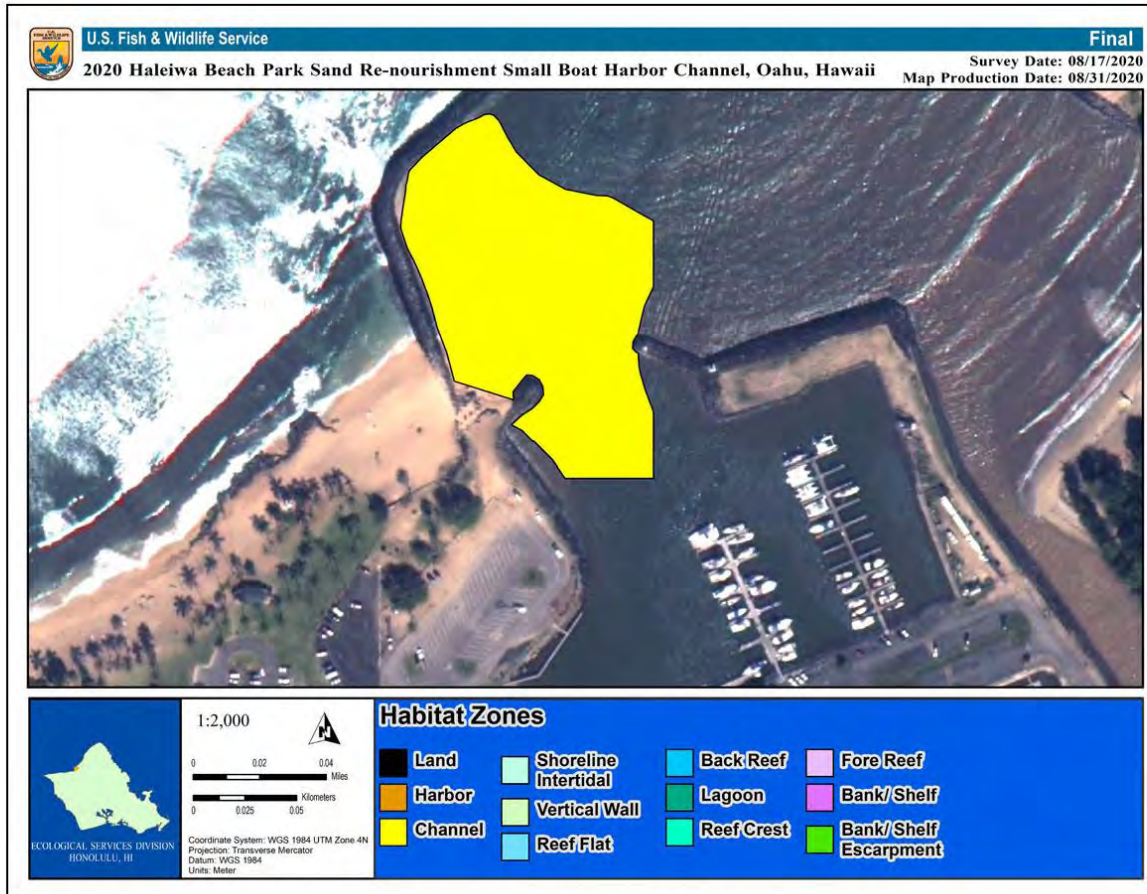 U.S. Fish & Wildlife Service
Final
2020 Haleiwa Beach Park Sand Re-nourishment Small Boat Harbor Channel, Oahu, Hawaii
Survey Date: 08/17/2020
Map Production Date: 08/31/2020
ECOLOGICAL SERVICES DIVISION
HONOLULU, HI
1:2,000
N
0 0.02 0.04
Miles
Kilometers
0 0.025 0.05
Coordinate System: WGS 1984 UTM Zone 4N
Projection: Transverse Mercator
Datum: WGS 1984
Units: Meter
Habitat Zones
Land
Harbor
Channel
Shoreline
Intertidal
Vertical Wall
Reef Flat
Back Reef
Lagoon
Reef Crest
Fore Reef
Bank/ Shelf
Bank/ Shelf
Escarpment